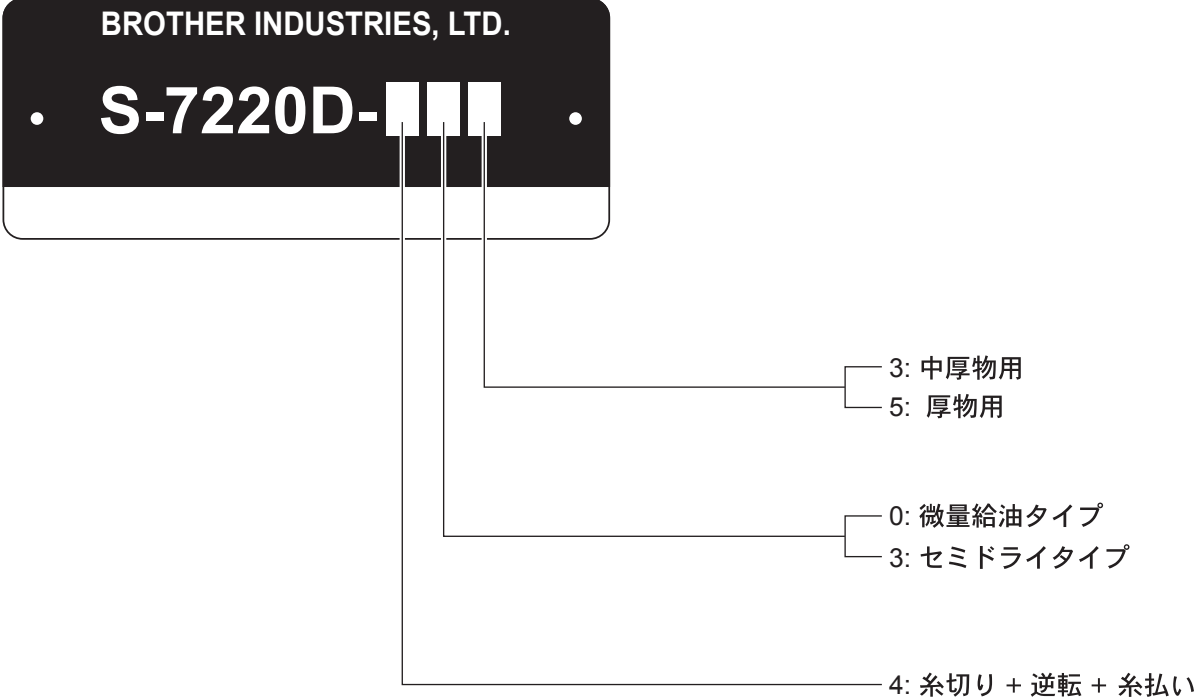 BROTHER INDUSTRIES, LTD.
S-7220D-
3: 中厚物用
5: 厚物用
0: 微量給油タイプ
3: セミドライタイプ
4: 糸切り + 逆転 + 糸払い